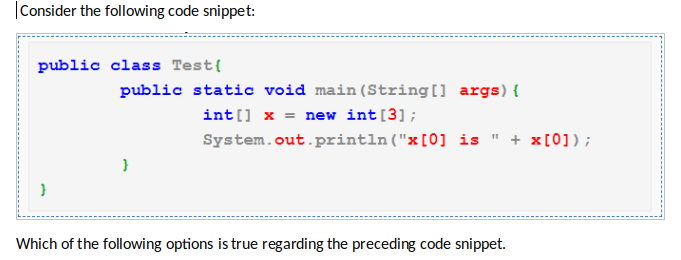 Consider the following code snippet:
public class Test{
public static void main(String[] args){
int[] x = new int[3];
System.out.println("x[0] is " + x[0]);
}
}
Which of the following options is true regarding the preceding code snippet.